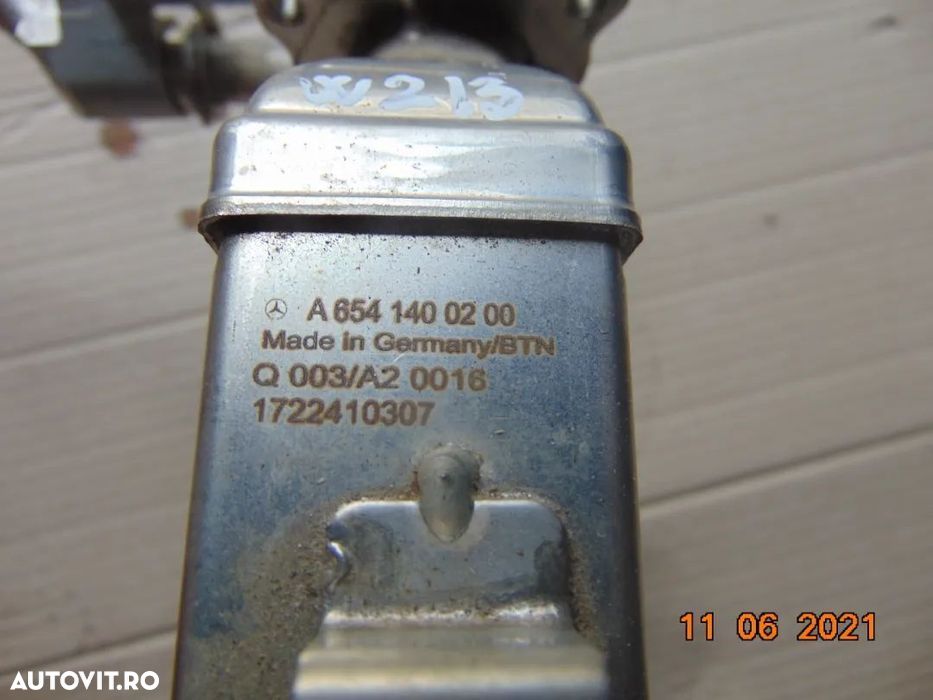 W213
A 654 140 02 00
Made in Germany/BTN
Q 003/A2 0016
1722410307
11 06 2021
AUTOVIT.RO